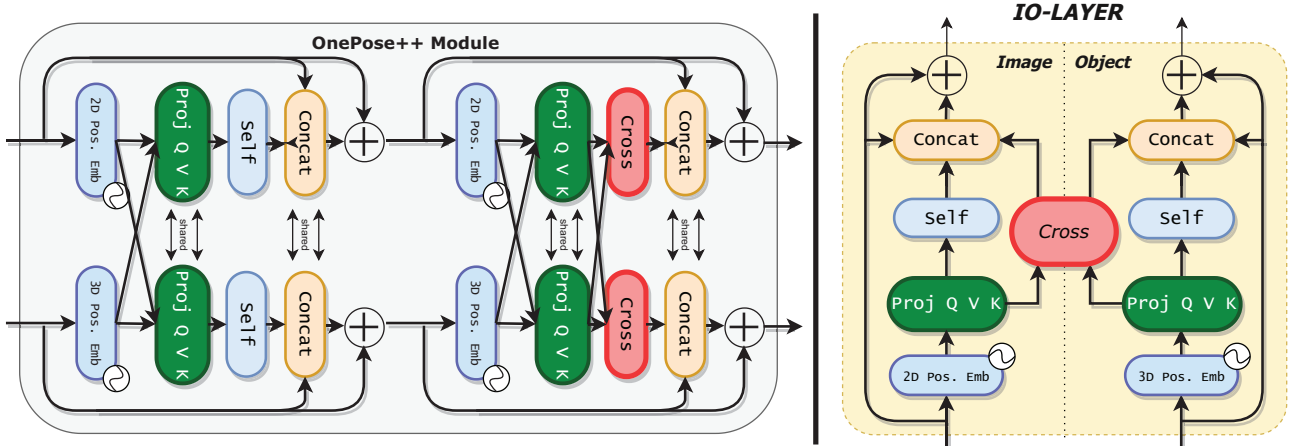 OnePose++ Module
2D Pos. Emb
Proj Q V K
Self
Concat
2D Pos. Emb
Proj Q V K
Cross
Concat
shared
shared
shared
shared
3D Pos. Emb
Proj Q V K
Self
Concat
3D Pos. Emb
Proj Q V K
Cross
Concat
IO-LAYER
Image
Object
Concat
Concat
Self
Cross
Self
Proj Q V K
Proj Q V K
2D Pos. Emb
3D Pos. Emb